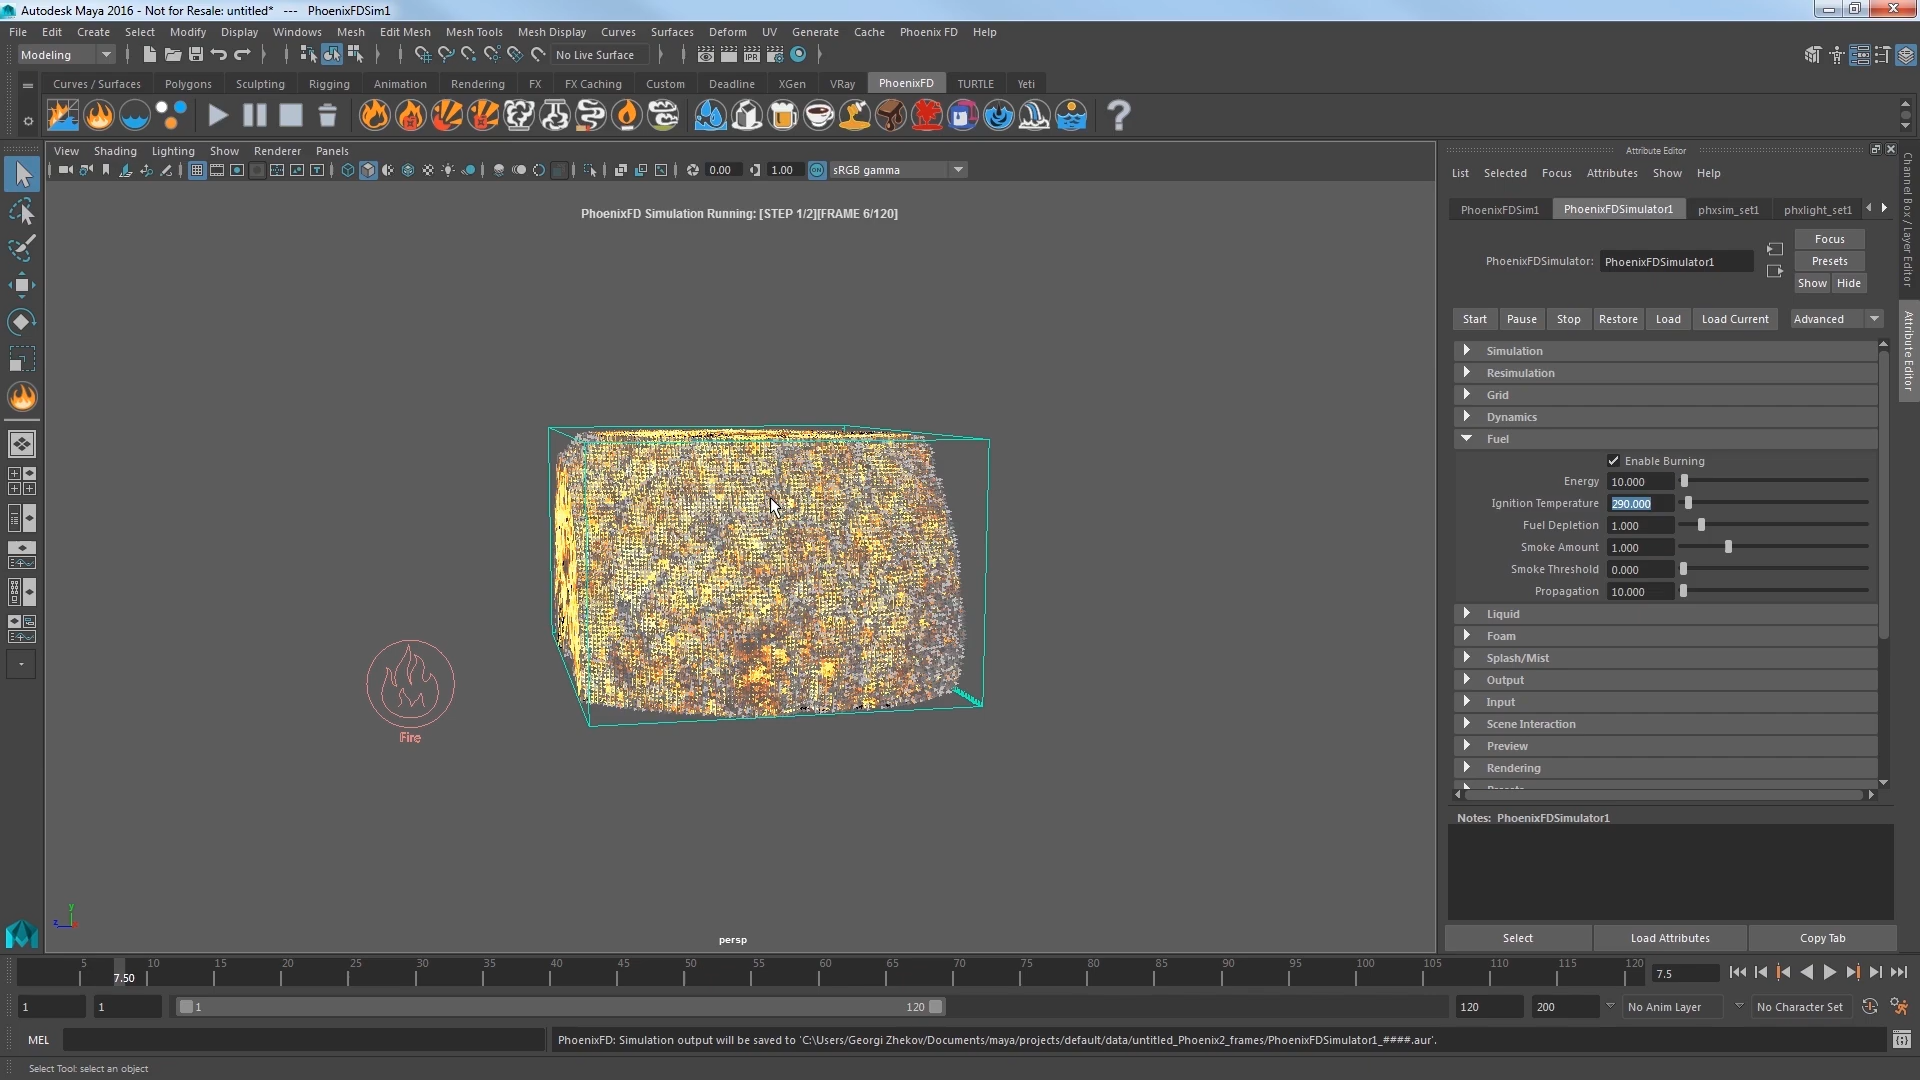 Autodesk Maya 2016 - Not for Resale: untitled*   ---   PhoenixFDSim1
File Edit Create Select Modify Display Windows Mesh Edit Mesh Mesh Tools Mesh Display Curves Surfaces Deform UV Generate Cache Phoenix FD Help
Modeling No Live Surface
Curves / Surfaces Polygons Sculpting Rigging Animation Rendering FX FX Caching Custom Deadline XGen VRay PhoenixFD TURTLE Yeti
View Shading Lighting Show Renderer Panels
0.00 1.00 sRGB gamma
PhoenixFD Simulation Running: [STEP 1/2][FRAME 6/120]
Fire
persp
y
z
Attribute Editor
List Selected Focus Attributes Show Help
PhoenixFDSim1 PhoenixFDSimulator1 phxsim_set1 phxlight_set1
Focus
PhoenixFDSimulator: PhoenixFDSimulator1 Presets
Show Hide
Start Pause Stop Restore Load Load Current Advanced
Simulation
Resimulation
Grid
Dynamics
Fuel
Enable Burning
Energy 10.000
Ignition Temperature 290.000
Fuel Depletion 1.000
Smoke Amount 1.000
Smoke Threshold 0.000
Propagation 10.000
Liquid
Foam
Splash/Mist
Output
Input
Scene Interaction
Preview
Rendering
Notes: PhoenixFDSimulator1
Select Load Attributes Copy Tab
Channel Box / Layer Editor
Attribute Editor
5 10 15 20 25 30 35 40 45 50 55 60 65 70 75 80 85 90 95 100 105 110 115 120
7.50 7.5
1 1 1 120 120 200 No Anim Layer No Character Set
MEL PhoenixFD: Simulation output will be saved to 'C:\Users/Georgi Zhekov/Documents/maya/projects/default/data/untitled_Phoenix2_frames/PhoenixFDSimulator1_####.aur'.
Select Tool: select an object